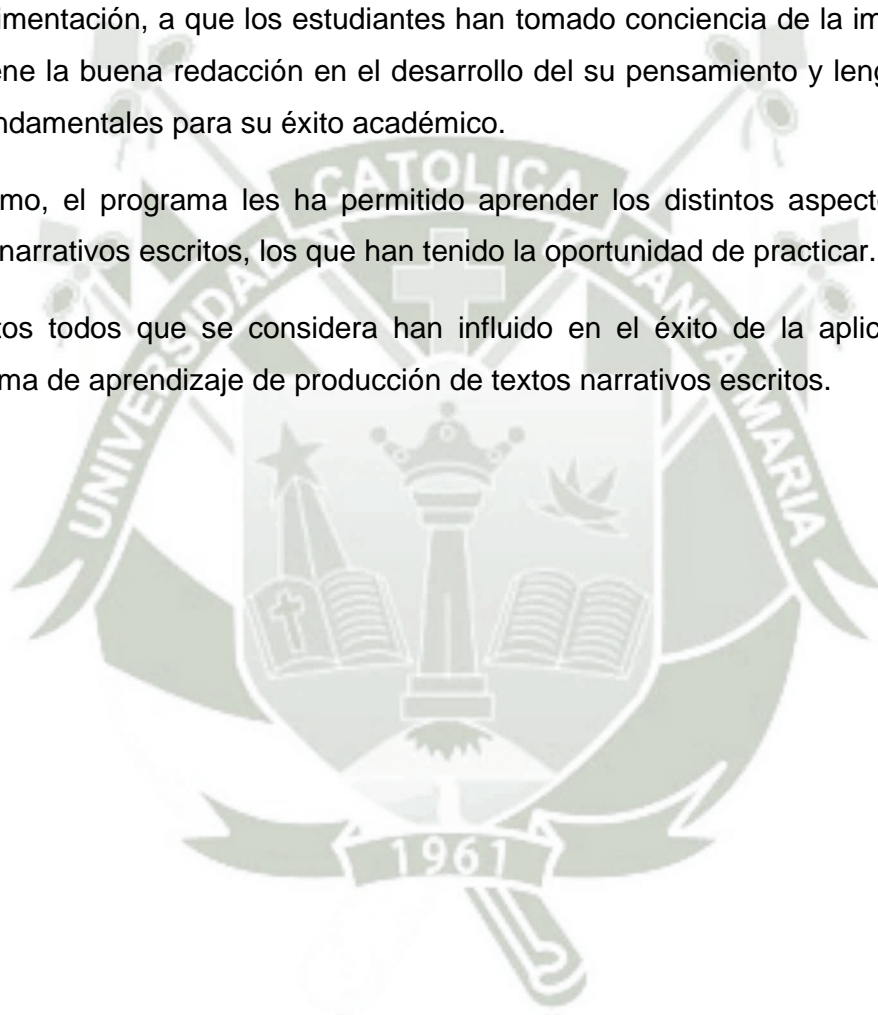 imentación, a que los estudiantes han tomado conciencia de la im
ene la buena redacción en el desarrollo del su pensamiento y leng
ndamentales para su éxito académico.
mo, el programa les ha permitido aprender los distintos aspecto
narrativos escritos, los que han tenido la oportunidad de practicar.
tos todos que se considera han influido en el éxito de la aplic
ma de aprendizaje de producción de textos narrativos escritos.
UNIVERSIDAD CATOLICA SANTA MARIA
1961